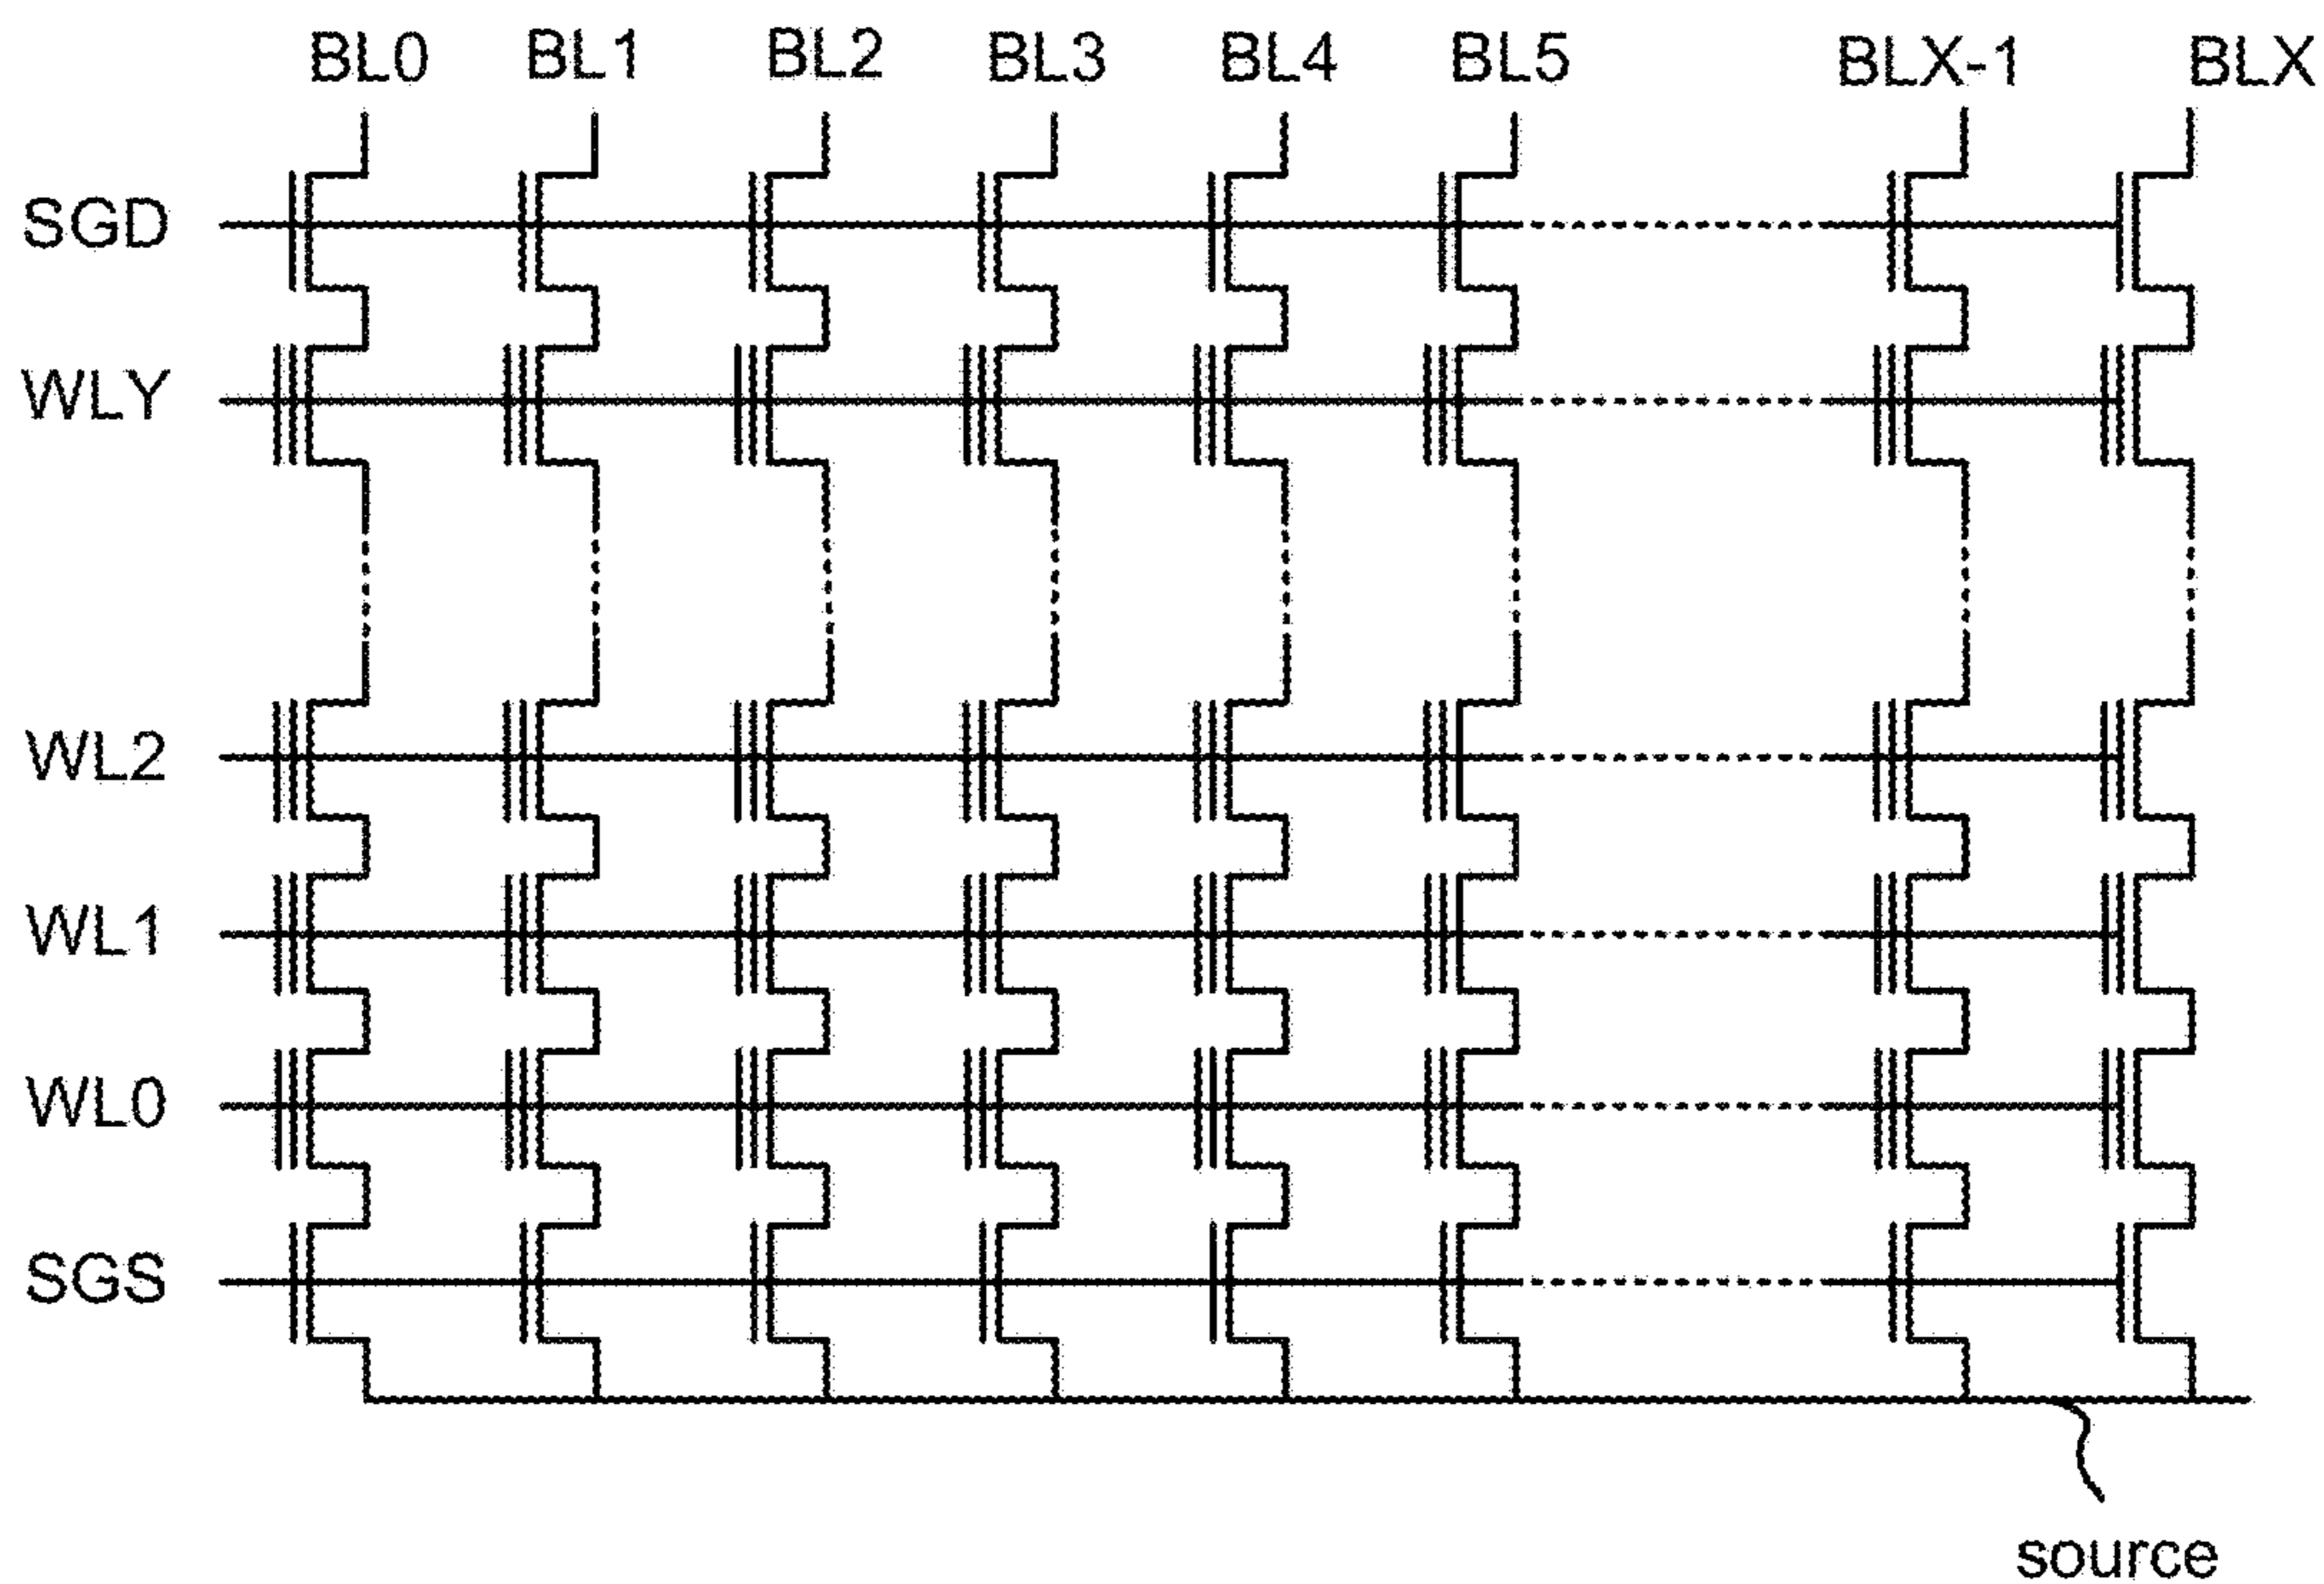 BL0 BL1 BL2 BL3 BL4 BL5 BLX-1 BLX
SGD
WLY
WL2
WL1
WL0
SGS
source